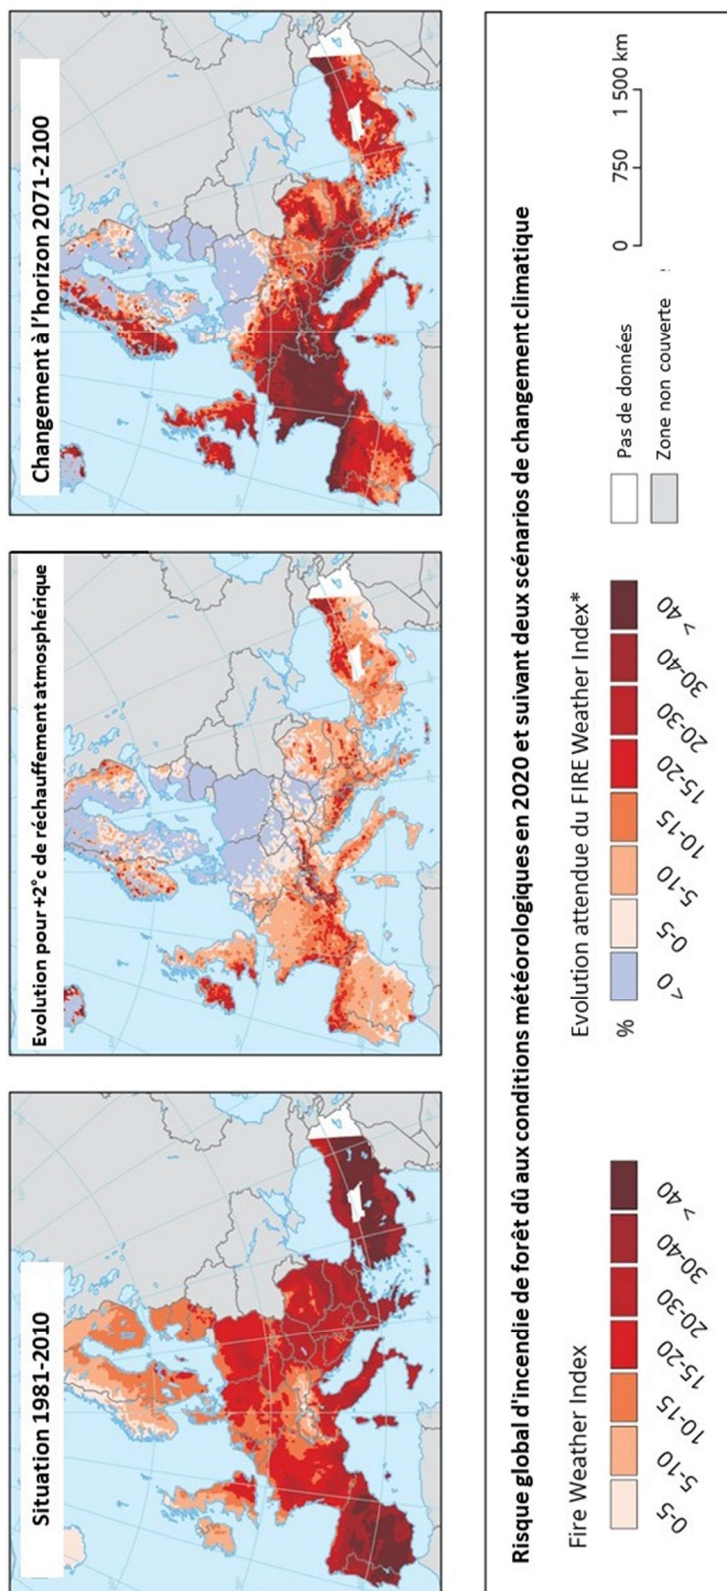 Situation 1981-2010
Evolution pour +2°c de réchauffement atmosphérique
Changement à l'horizon 2071-2100
Risque global d'incendie de forêt dû aux conditions météorologiques en 2020 et suivant deux scénarios de changement climatique
Fire Weather Index
0-5
5-10
10-15
15-20
20-30
30-40
> 40
Evolution attendue du FIRE Weather Index*
%
< 0
0-5
5-10
10-15
15-20
20-30
30-40
> 40
Pas de données
Zone non couverte
0
750
1 500 km